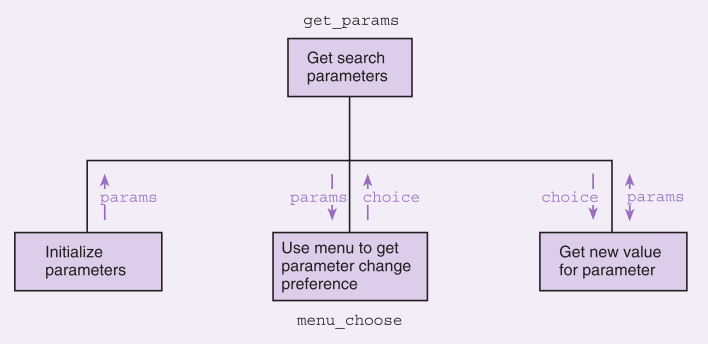 get_params
Get search
parameters
params
params choice
choice params
Initialize
parameters
Use menu to get
parameter change
preference
Get new value
for parameter
menu_choose